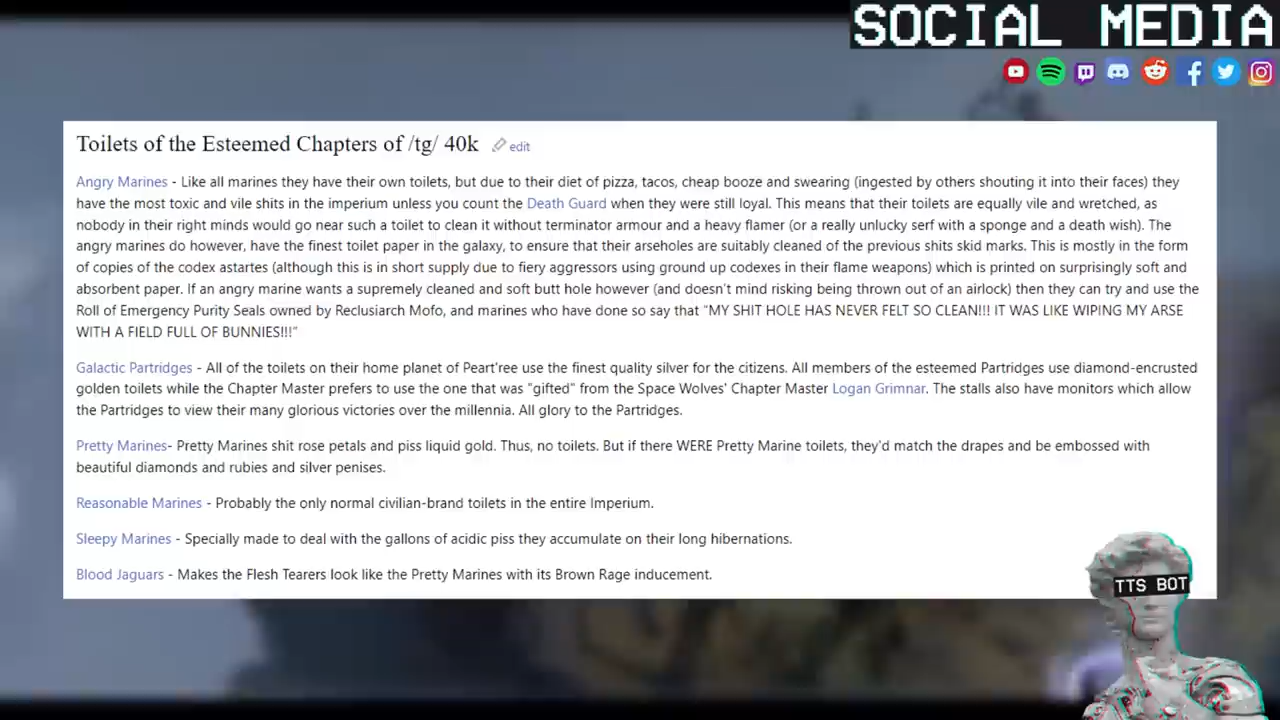 SOCIAL MEDIA
Toilets of the Esteemed Chapters of /tg/ 40k edit
Angry Marines - Like all marines they have their own toilets, but due to their diet of pizza, tacos, cheap booze and swearing (ingested by others shouting it into their faces) they
have the most toxic and vile shits in the imperium unless you count the Death Guard when they were still loyal. This means that their toilets are equally vile and wretched, as
nobody in their right minds would go near such a toilet to clean it without terminator armour and a heavy flamer (or a really unlucky serf with a sponge and a death wish). The
angry marines do however, have the finest toilet paper in the galaxy, to ensure that their arseholes are suitably cleaned of the previous shits skid marks. This is mostly in the form
of copies of the codex astartes (although this is in short supply due to fiery aggressors using ground up codexes in their flame weapons) which is printed on surprisingly soft and
absorbent paper. If an angry marine wants a supremely cleaned and soft butt hole however (and doesn't mind risking being thrown out of an airlock) then they can try and use the
Roll of Emergency Purity Seals owned by Reclusiarch Mofo, and marines who have done so say that “MY SHIT HOLE HAS NEVER FELT SO CLEAN!!! IT WAS LIKE WIPING MY ARSE
WITH A FIELD FULL OF BUNNIES!!!”
Galactic Partridges - All of the toilets on their home planet of Peart'ree use the finest quality silver for the citizens. All members of the esteemed Partridges use diamond-encrusted
golden toilets while the Chapter Master prefers to use the one that was "gifted" from the Space Wolves' Chapter Master Logan Grimnar. The stalls also have monitors which allow
the Partridges to view their many glorious victories over the millennia. All glory to the Partridges.
Pretty Marines- Pretty Marines shit rose petals and piss liquid gold. Thus, no toilets. But if there WERE Pretty Marine toilets, they'd match the drapes and be embossed with
beautiful diamonds and rubies and silver penises.
Reasonable Marines - Probably the only normal civilian-brand toilets in the entire Imperium.
Sleepy Marines - Specially made to deal with the gallons of acidic piss they accumulate on their long hibernations.
Blood Jaguars - Makes the Flesh Tearers look like the Pretty Marines with its Brown Rage inducement.
TTS BOT